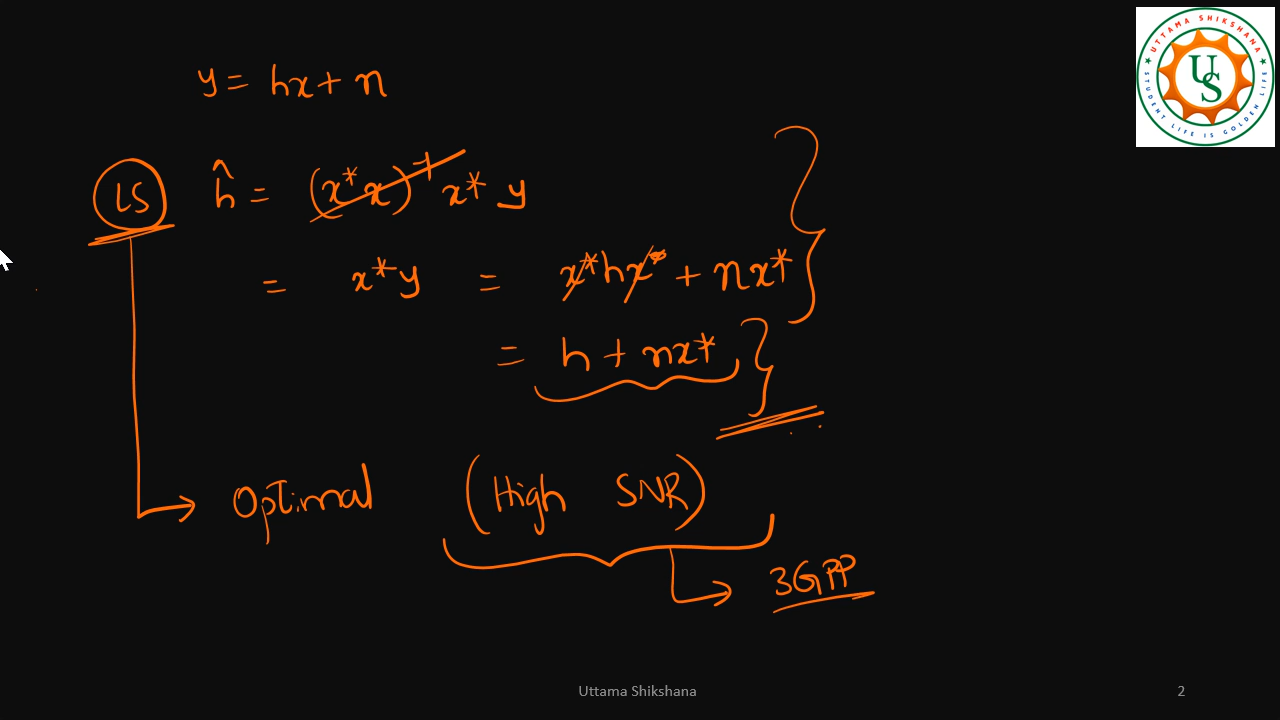 UTTAMA SHIKSHANA
US
STUDENT LIFE IS GOLDEN LIFE
y = hx + n
LS ĥ = (x*x)⁻¹ x*y
= x*y = x*hx + nx*
= h + nx*
Optimal (High SNR)
3GPP
Uttama Shikshana 2